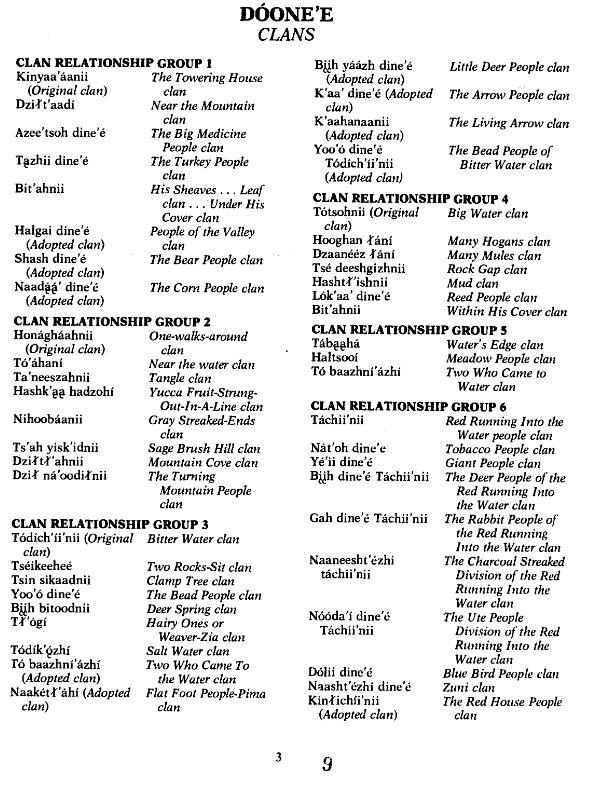 DÓONE'E
CLANS
CLAN RELATIONSHIP GROUP 1
Kinyaa'áanii The Towering House
(Original clan) clan
Dziłt'aadí Near the Mountain
clan
Azee'tsoh dine'é The Big Medicine
People clan
Tązhii dine'é The Turkey People
clan
Bit'ahnii His Sheaves . . . Leaf
clan . . . Under His
Cover clan
Halgai dine'é People of the Valley
(Adopted clan) clan
Shash dine'é The Bear People clan
(Adopted clan)
Naadą́ą́' dine'é The Corn People clan
(Adopted clan)
CLAN RELATIONSHIP GROUP 2
Honágháahnii One-walks-around
(Original clan) clan
Tó'áhaní Near the water clan
Ta'neeszahnii Tangle clan
Hashk'ąą hadzohí Yucca Fruit-Strung-
Out-In-A-Line clan
Nihoobáanii Gray Streaked-Ends
clan
Ts'ah yisk'idnii Sage Brush Hill clan
Dziłtł'ahnii Mountain Cove clan
Dził ná'oodiłnii The Turning
Mountain People
clan
CLAN RELATIONSHIP GROUP 3
Tódích'íi'nii (Original Bitter Water clan
clan)
Tséikeeheé Two Rocks-Sit clan
Tsin sikaadnii Clamp Tree clan
Yoo'ó dine'é The Bead People clan
Bįįh bitoodnii Deer Spring clan
Tł'ógí Hairy Ones or
Weaver-Zia clan
Tódík'ǫzhí Salt Water clan
Tó baazhní'ázhí Two Who Came To
(Adopted clan) the Water clan
Naakétł'áhí (Adopted Flat Foot People-Pima
clan) clan
Bįįh yáázh dine'é Little Deer People clan
(Adopted clan)
K'aa' dine'é (Adopted The Arrow People clan
clan)
K'aahanaanii The Living Arrow clan
(Adopted clan)
Yoo'ó dine'é The Bead People of
Tódích'íi'nii Bitter Water clan
(Adopted clan)
CLAN RELATIONSHIP GROUP 4
Tótsohnii (Original Big Water clan
clan)
Hooghan łání Many Hogans clan
Dzaanééz łání Many Mules clan
Tsé deeshgizhnii Rock Gap clan
Hashtł'ishnii Mud clan
Lók'aa' dine'é Reed People clan
Bit'ahnii Within His Cover clan
CLAN RELATIONSHIP GROUP 5
Tábąąhá Water's Edge clan
Haltsooí Meadow People clan
Tó baazhní'ázhí Two Who Came to
Water clan
CLAN RELATIONSHIP GROUP 6
Táchii'nii Red Running Into the
Water people clan
Nát'oh dine'e Tobacco People clan
Yé'ii dine'é Giant People clan
Bįįh dine'é Táchii'nii The Deer People of the
Red Running Into
the Water clan
Gah dine'é Táchii'nii The Rabbit People of
the Red Running
Into the Water clan
Naaneesht'ézhi The Charcoal Streaked
táchii'nii Division of the Red
Running Into the
Water clan
Nóóda'í dine'é The Ute People
Táchii'nii Division of the Red
Running Into the
Water clan
Dólii dine'é Blue Bird People clan
Naasht'ézhí dine'é Zuni clan
Kinłichíi'nii The Red House People
(Adopted clan) clan
3
9